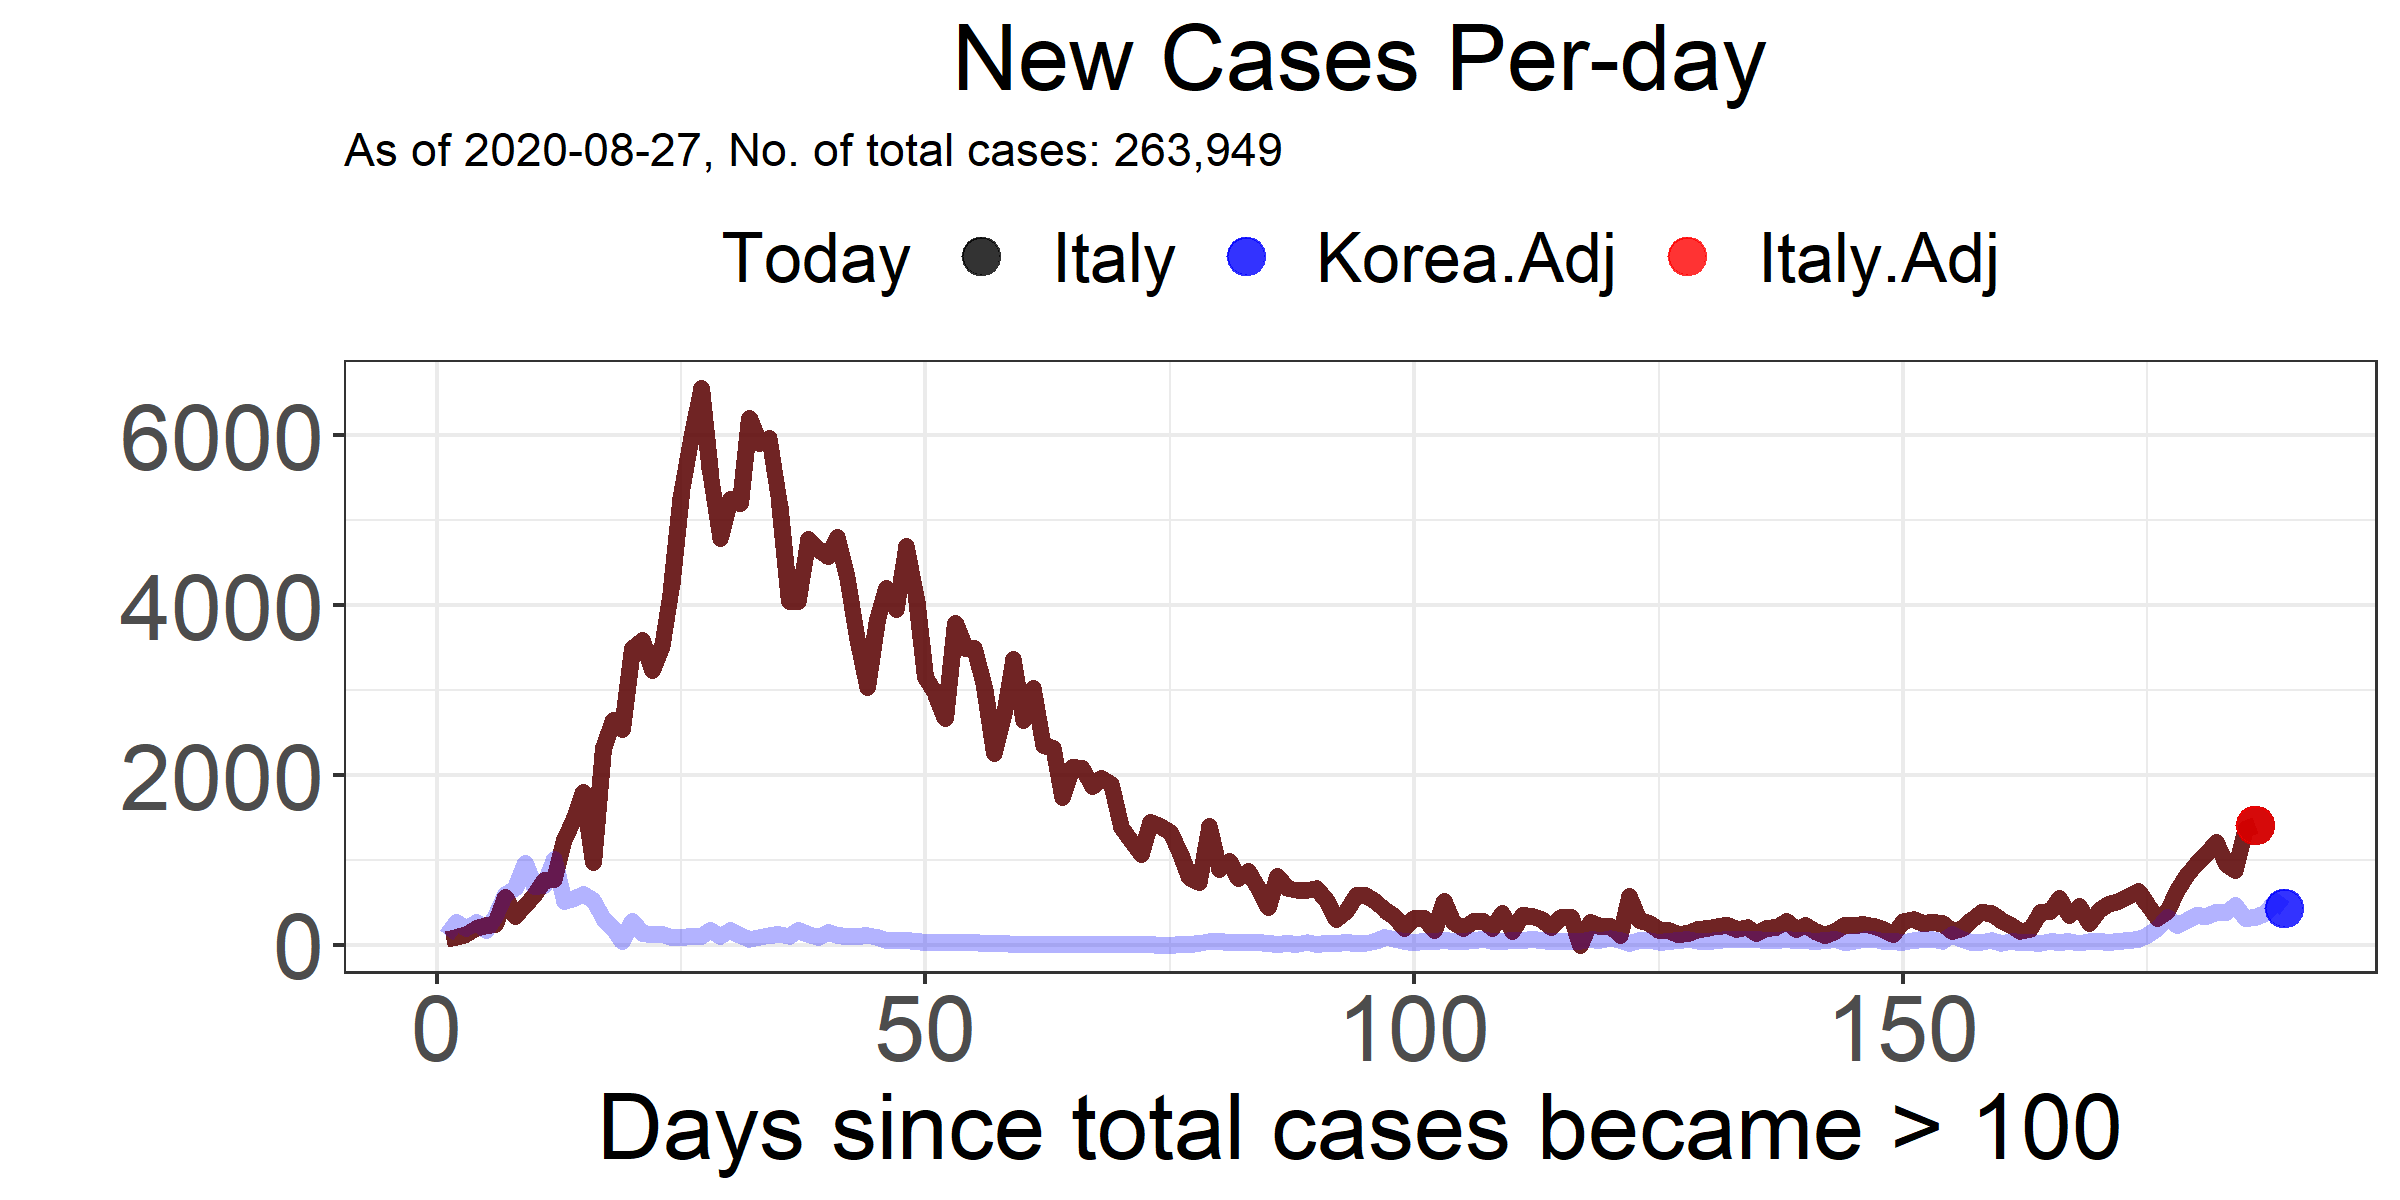 New Cases Per-day
As of 2020-08-27, No. of total cases: 263,949
Today Italy Korea.Adj Italy.Adj
6000
4000
2000
0
0 50 100 150
Days since total cases became > 100